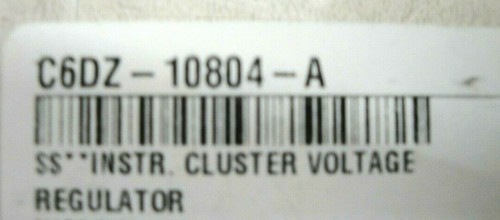 C6DZ-10804-A
SS**INSTR. CLUSTER VOLTAGE
REGULATOR